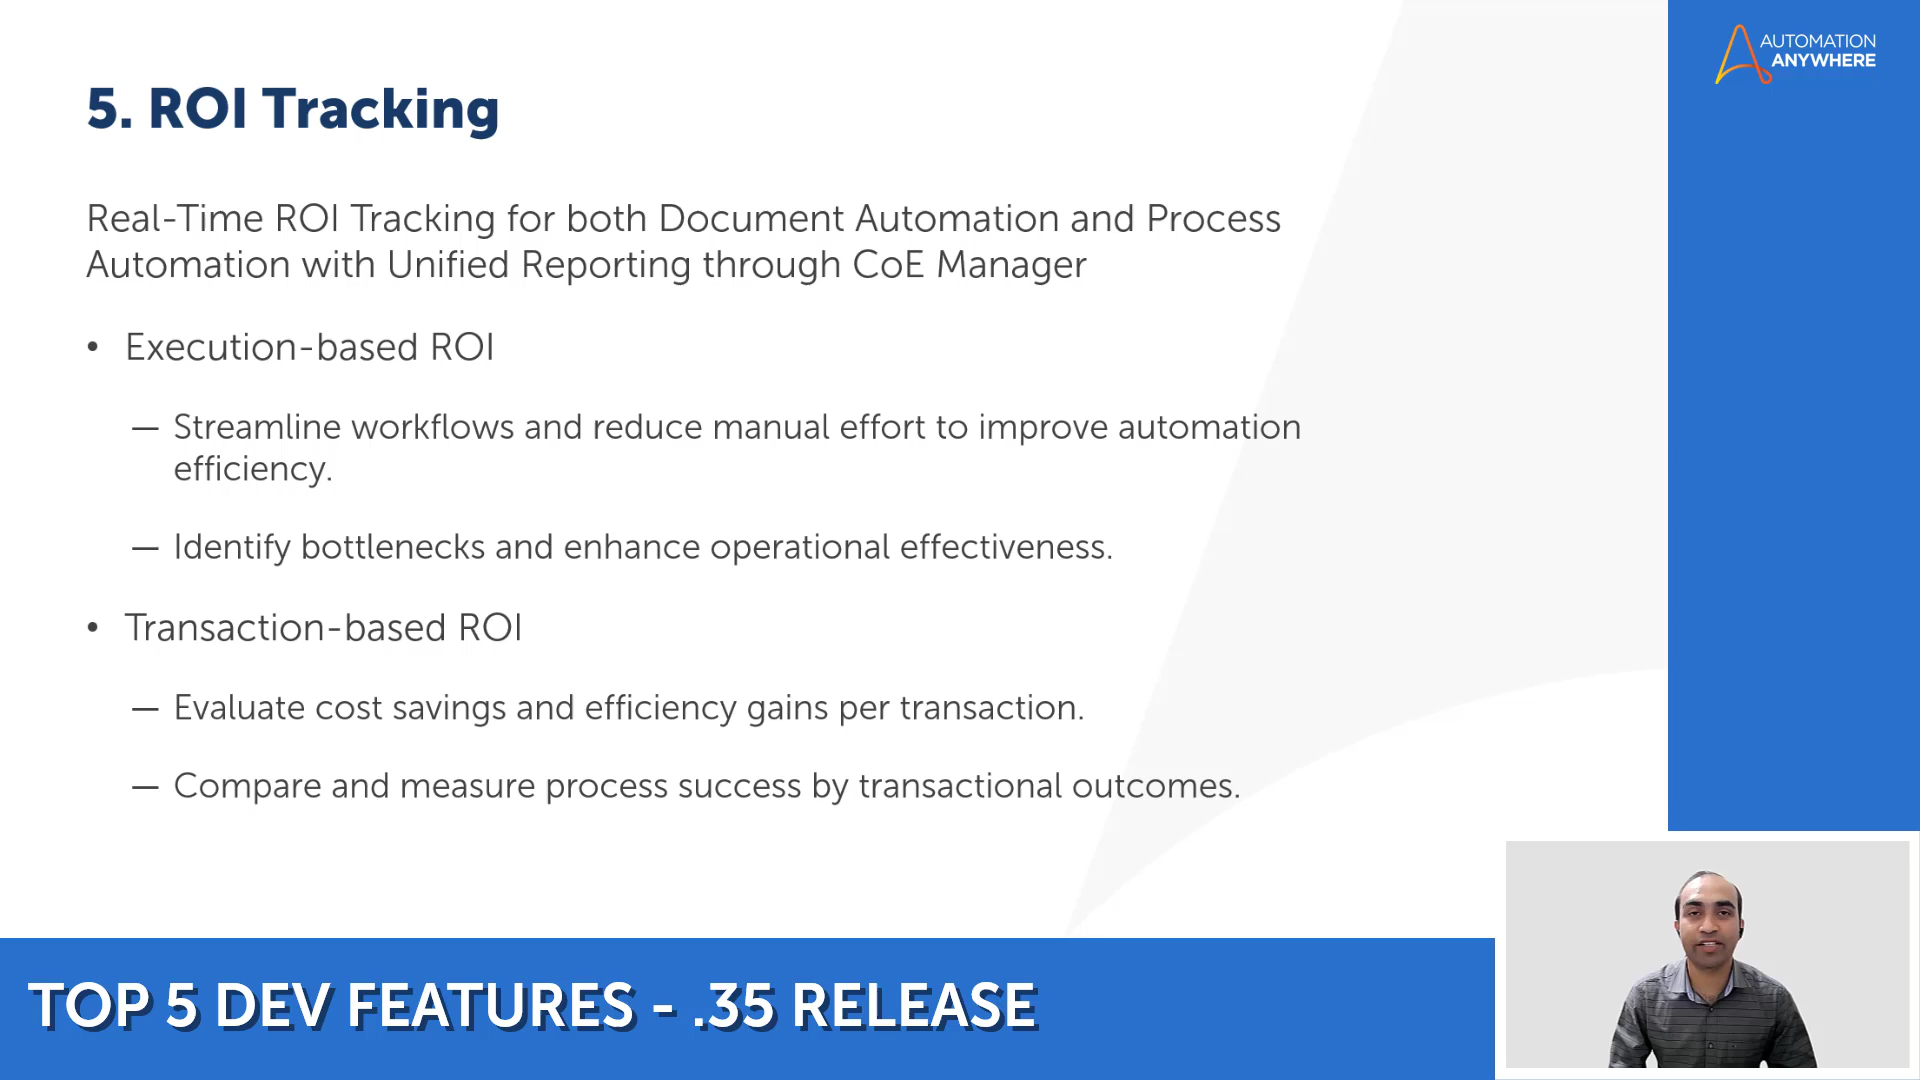 AUTOMATION
ANYWHERE
5. ROI Tracking
Real-Time ROI Tracking for both Document Automation and Process
Automation with Unified Reporting through CoE Manager
• Execution-based ROI
— Streamline workflows and reduce manual effort to improve automation
efficiency.
— Identify bottlenecks and enhance operational effectiveness.
• Transaction-based ROI
— Evaluate cost savings and efficiency gains per transaction.
— Compare and measure process success by transactional outcomes.
TOP 5 DEV FEATURES - .35 RELEASE